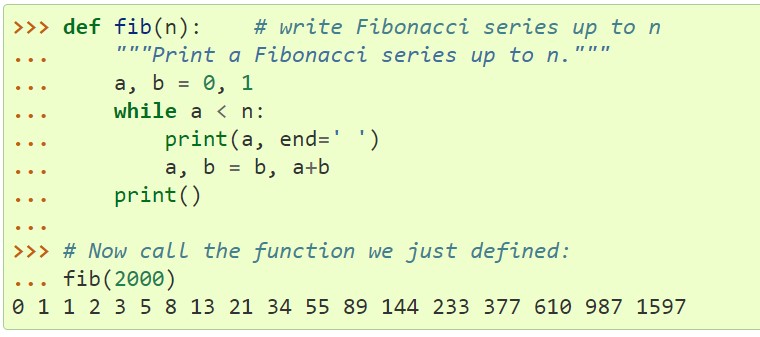 >>> def fib(n):    # write Fibonacci series up to n
...     """Print a Fibonacci series up to n."""
...     a, b = 0, 1
...     while a < n:
...         print(a, end=' ')
...         a, b = b, a+b
...     print()
...
>>> # Now call the function we just defined:
... fib(2000)
0 1 1 2 3 5 8 13 21 34 55 89 144 233 377 610 987 1597